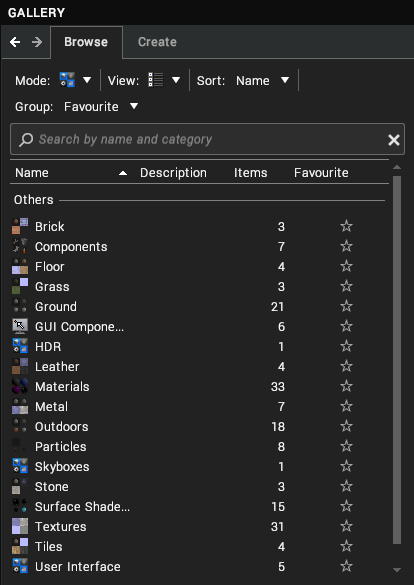 GALLERY
Browse Create
Mode: View: Sort: Name
Group: Favourite
Search by name and category
Name Description Items Favourite
Others
Brick 3
Components 7
Floor 4
Grass 3
Ground 21
GUI Compone... 6
HDR 1
Leather 4
Materials 33
Metal 7
Outdoors 18
Particles 8
Skyboxes 1
Stone 3
Surface Shade... 15
Textures 31
Tiles 4
User Interface 5